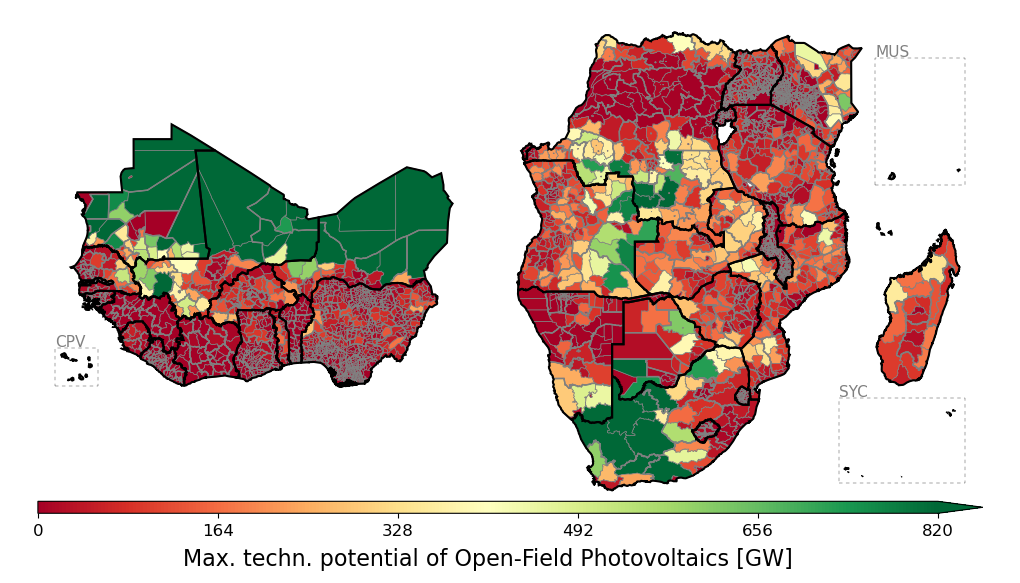 MUS
CPV
SYC
0 164 328 492 656 820
Max. techn. potential of Open-Field Photovoltaics [GW]